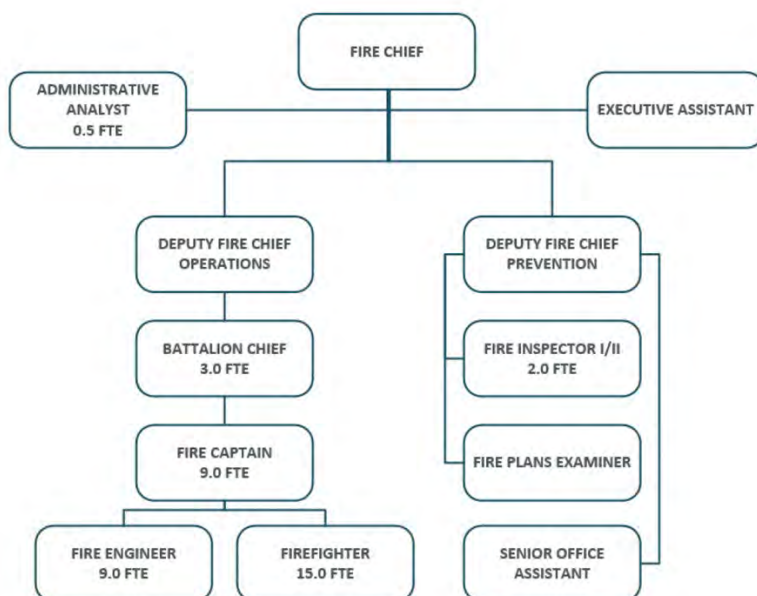 FIRE CHIEF
ADMINISTRATIVE
ANALYST
0.5 FTE
EXECUTIVE ASSISTANT
DEPUTY FIRE CHIEF
OPERATIONS
DEPUTY FIRE CHIEF
PREVENTION
BATTALION CHIEF
3.0 FTE
FIRE INSPECTOR I/II
2.0 FTE
FIRE CAPTAIN
9.0 FTE
FIRE PLANS EXAMINER
FIRE ENGINEER
9.0 FTE
FIREFIGHTER
15.0 FTE
SENIOR OFFICE
ASSISTANT